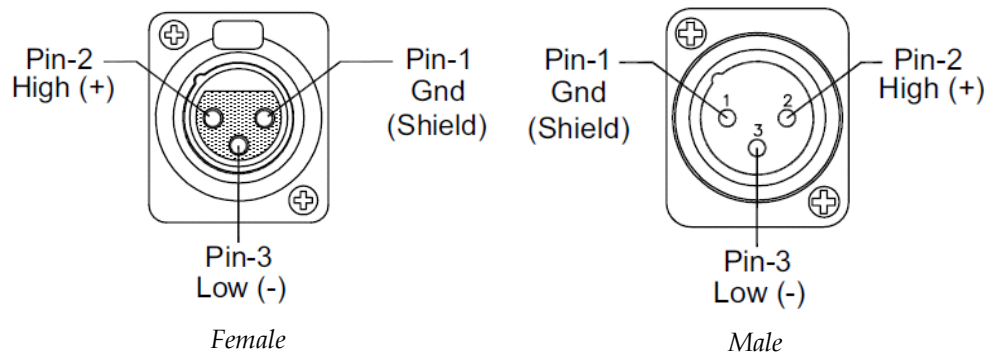 Pin-2
High (+)
Pin-1
Gnd
(Shield)
Pin-3
Low (-)
Female
Pin-1
Gnd
(Shield)
1
2
3
Pin-2
High (+)
Pin-3
Low (-)
Male